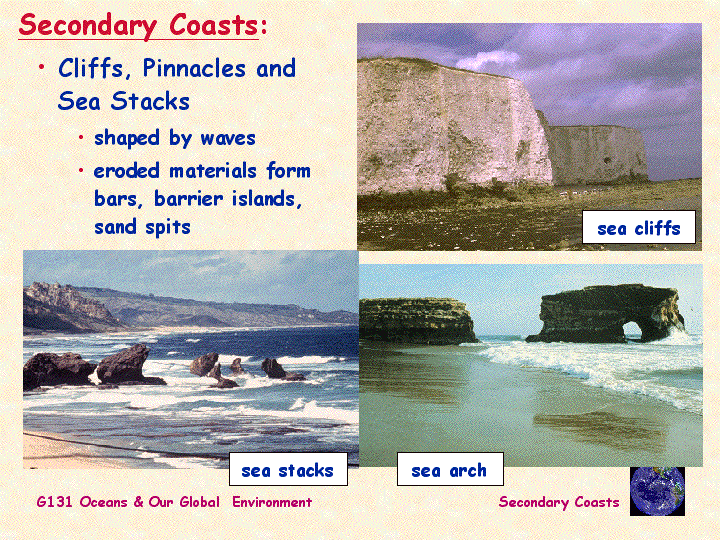 Secondary Coasts:
• Cliffs, Pinnacles and
Sea Stacks
• shaped by waves
• eroded materials form
bars, barrier islands,
sand spits
sea cliffs
sea stacks
sea arch
G131 Oceans & Our Global Environment
Secondary Coasts